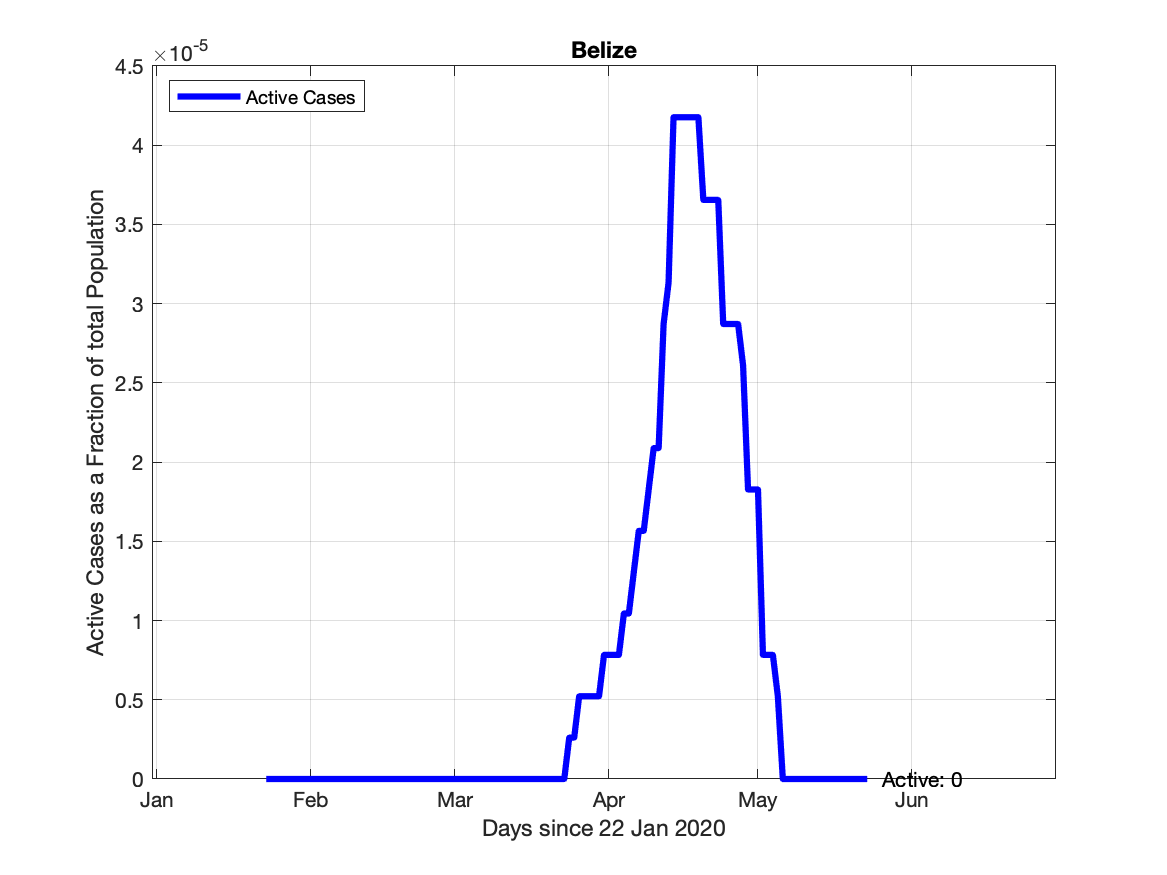 Belize
×10-5
Active Cases
4.5
4
3.5
3
2.5
2
1.5
1
0.5
0
Active Cases as a Fraction of total Population
Active: 0
Jan Feb Mar Apr May Jun
Days since 22 Jan 2020